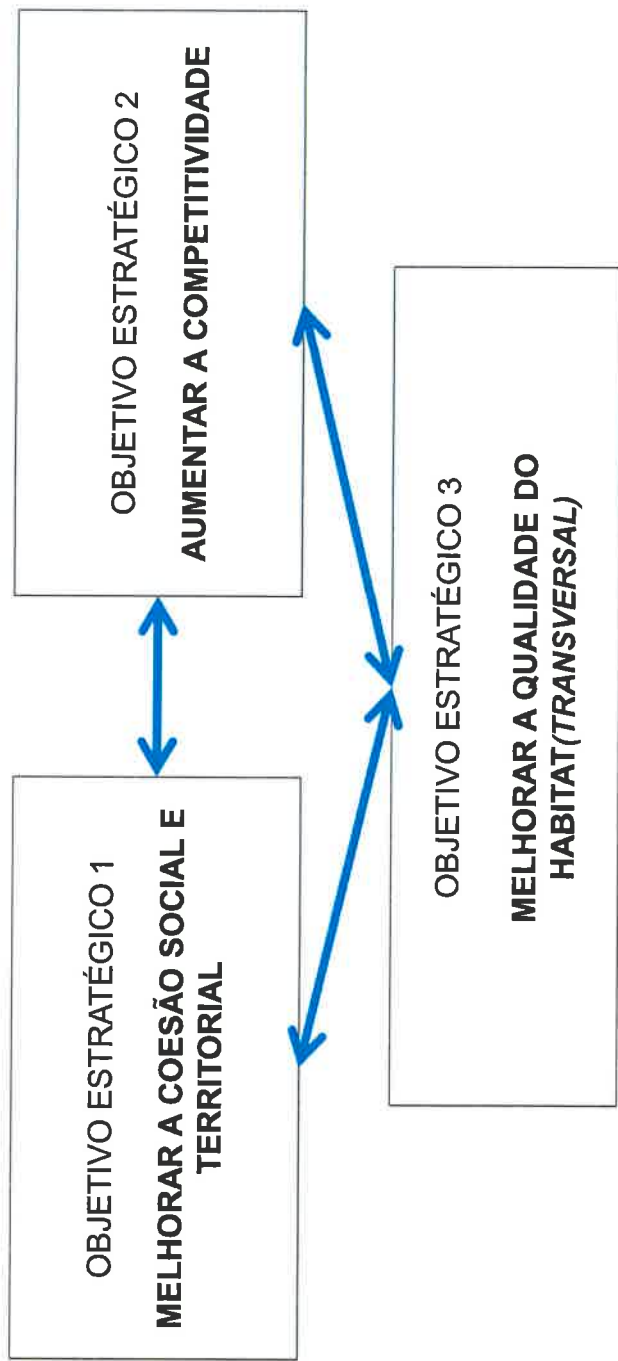 OBJETIVO ESTRATÉGICO 1
MELHORAR A COESÃO SOCIAL E
TERRITORIAL
OBJETIVO ESTRATÉGICO 2
AUMENTAR A COMPETITIVIDADE
OBJETIVO ESTRATÉGICO 3
MELHORAR A QUALIDADE DO
HABITAT(TRANSVERSAL)